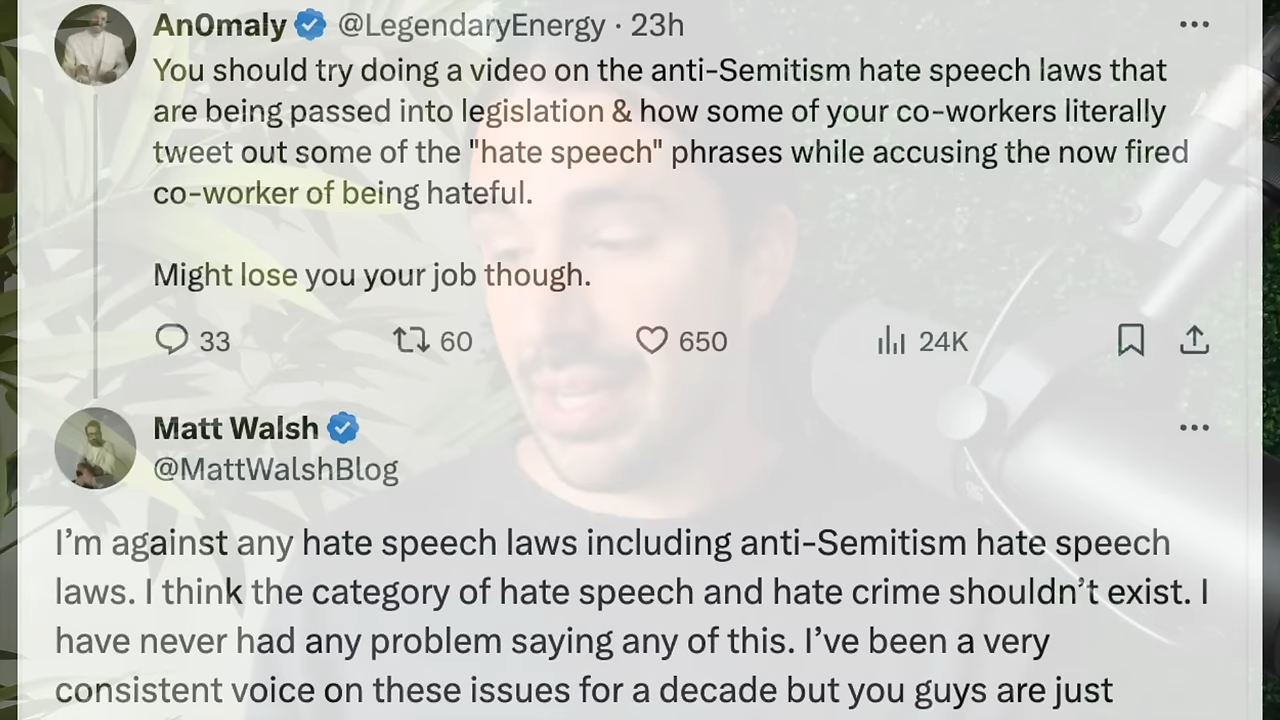 An0maly @LegendaryEnergy · 23h
You should try doing a video on the anti-Semitism hate speech laws that
are being passed into legislation & how some of your co-workers literally
tweet out some of the "hate speech" phrases while accusing the now fired
co-worker of being hateful.
Might lose you your job though.
33 60 650 24K
Matt Walsh
@MattWalshBlog
I'm against any hate speech laws including anti-Semitism hate speech
laws. I think the category of hate speech and hate crime shouldn't exist. I
have never had any problem saying any of this. I've been a very
consistent voice on these issues for a decade but you guys are just